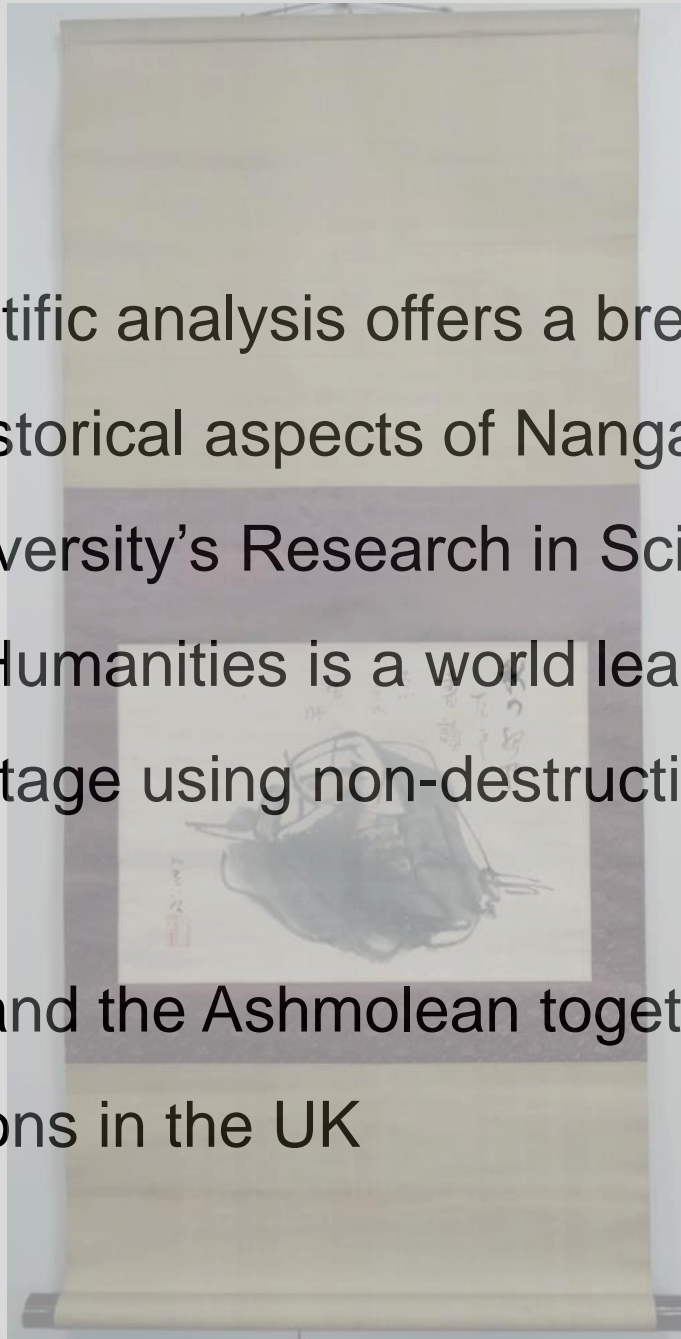 tific analysis offers a bre
storical aspects of Nanga
versity’s Research in Sci
Humanities is a world lea
tage using non-destructi
and the Ashmolean toget
ons in the UK